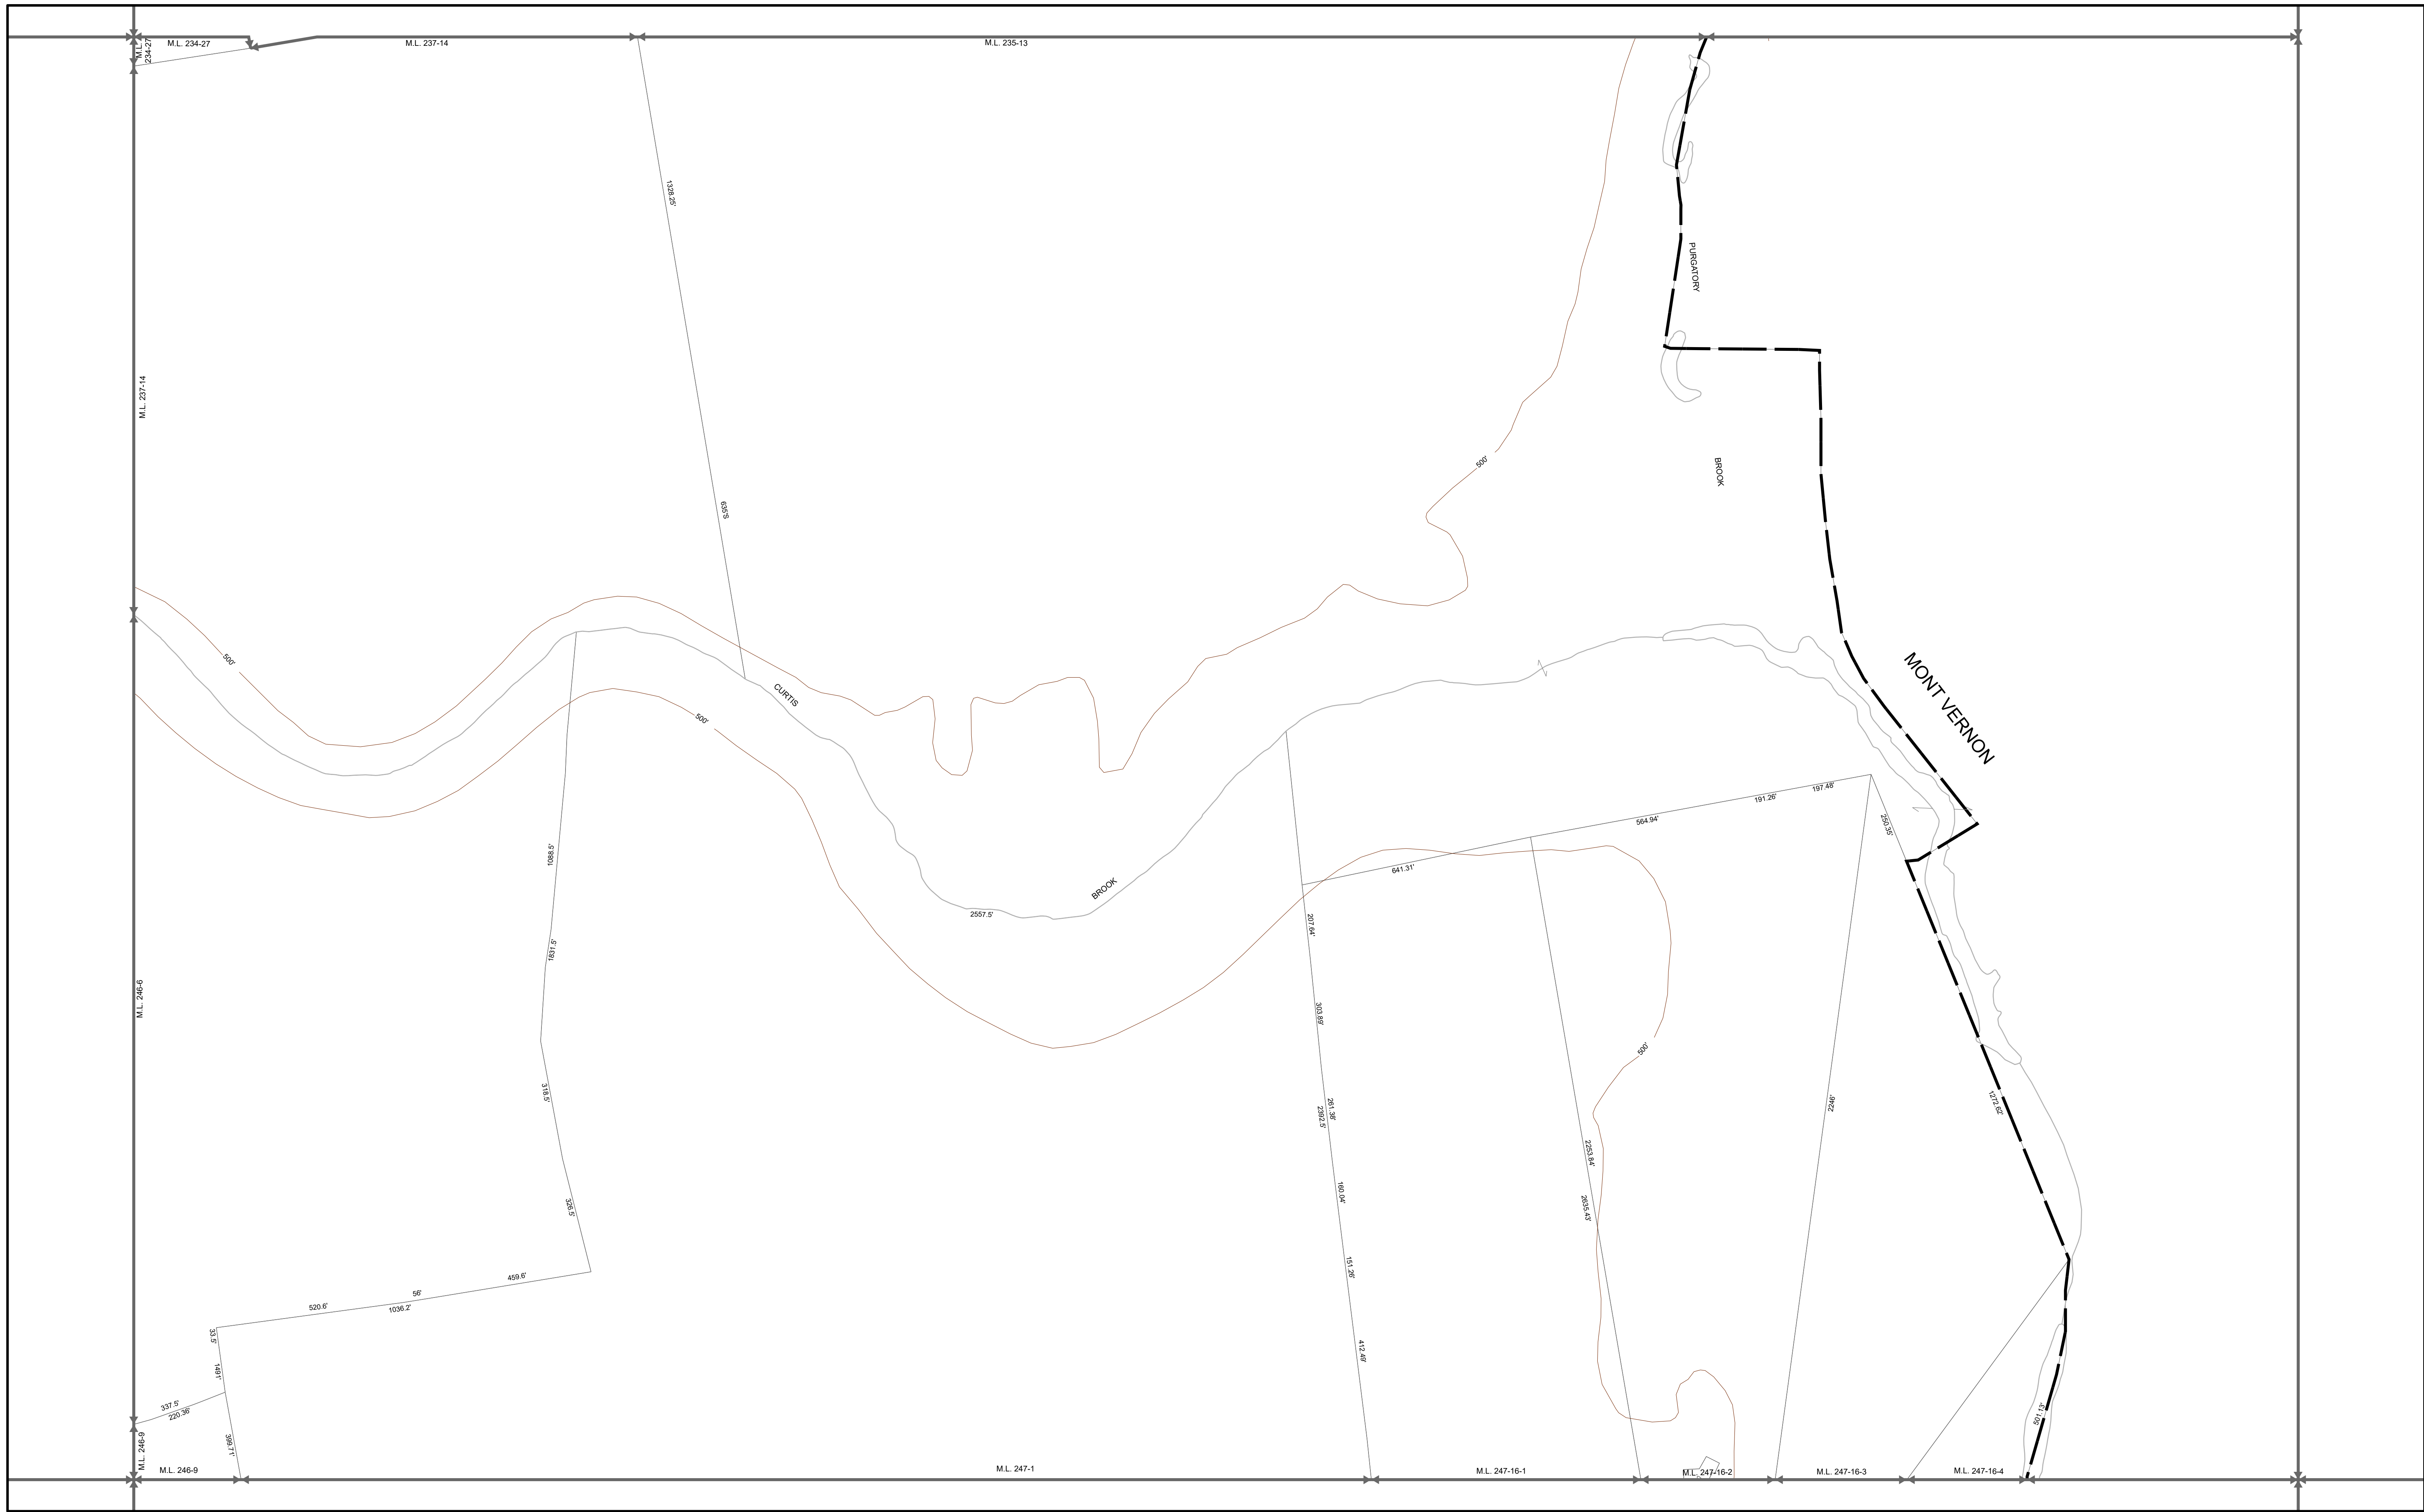 M.L. 234-27
M.L. 237-14
M.L. 235-13
M.L.
234-27
1328.25'
PURGATORY
M.L. 237-14
500'
BROOK
635'S
500'
MONT VERNON
CURTIS
500'
197.48'
191.26'
564.94'
250.35'
1088.5'
641.31'
BROOK
2557.5'
207.64'
1831.5'
M.L. 246-6
303.89'
500'
318.5'
261.38'
2392.5'
2246'
1272.62'
2253.84'
160.04'
326.5'
2635.43'
151.26'
459.6'
56'
520.6'
1036.2'
33.5'
412.49'
1491'
337.5'
220.36'
501.13'
399.71'
M.L. 246-9
M.L. 246-9
M.L. 247-1
M.L. 247-16-1
M.L. 247-16-2
M.L. 247-16-3
M.L. 247-16-4